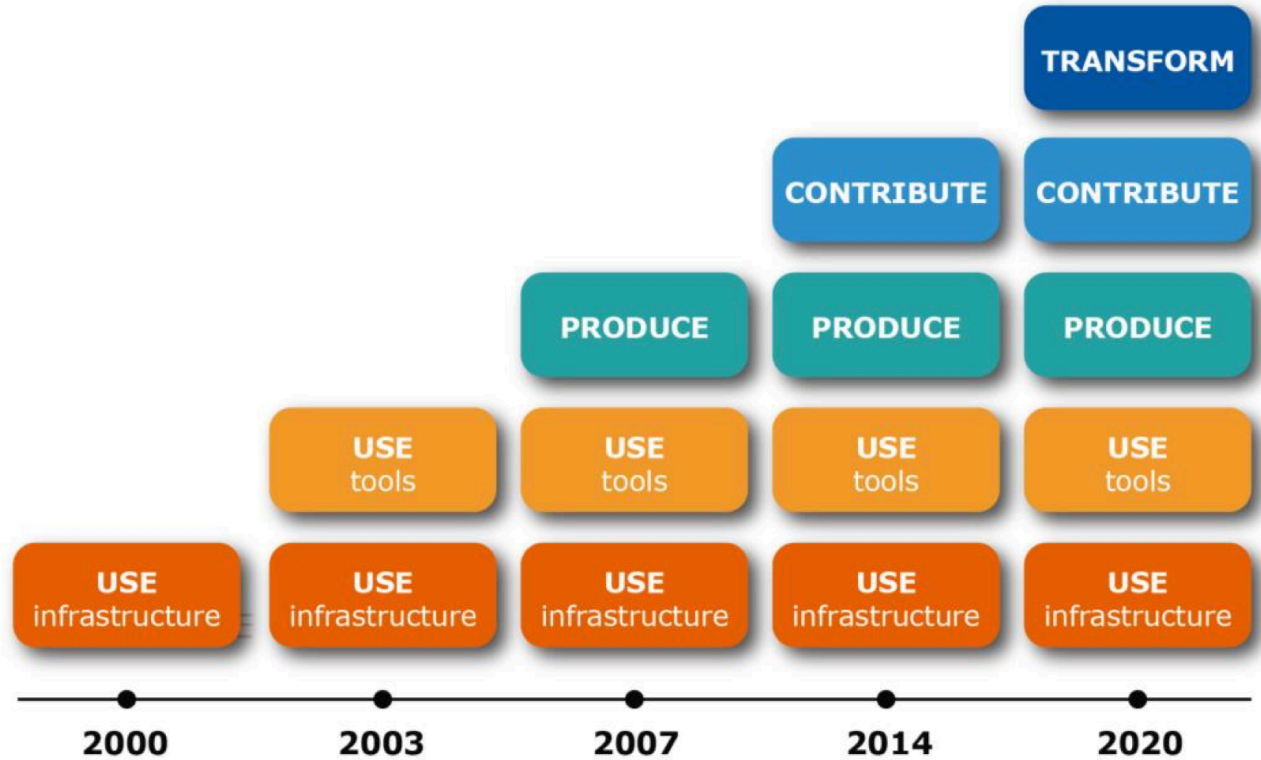 TRANSFORM
CONTRIBUTE CONTRIBUTE
PRODUCE PRODUCE PRODUCE
USE USE USE USE
tools tools tools tools
USE USE USE USE USE
infrastructure infrastructure infrastructure infrastructure infrastructure
2000 2003 2007 2014 2020